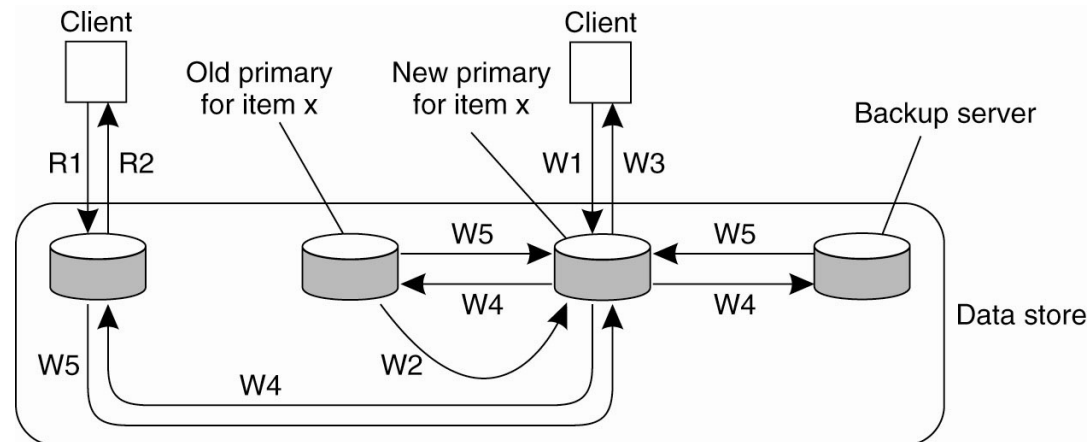 Client
Client
Old primary
for item x
New primary
for item x
Backup server
R1
R2
W1
W3
W5
W5
W4
W4
Data store
W5
W2
W4